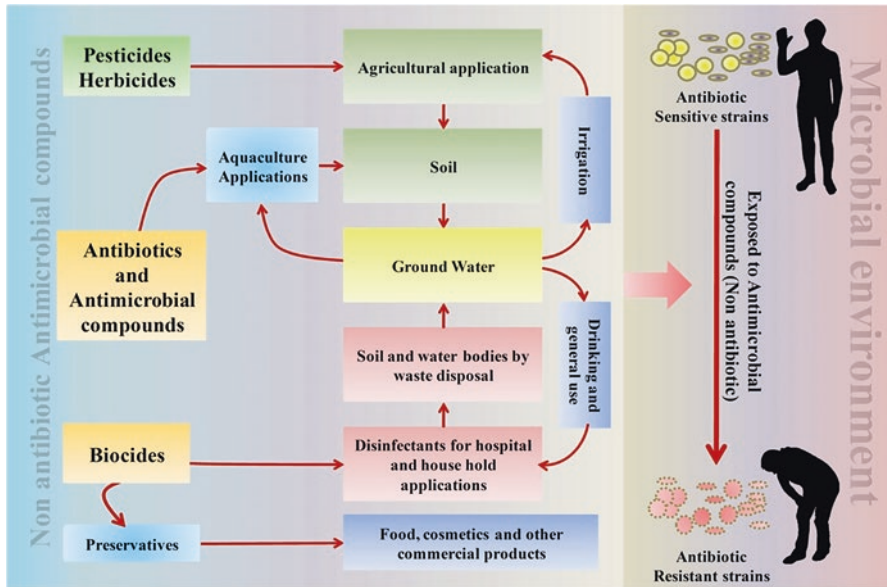 Non antibiotic Antimicrobial compounds
Pesticides
Herbicides
Agricultural application
Aquaculture
Applications
Soil
Irrigation
Antibiotics
and
Antimicrobial
compounds
Ground Water
Soil and water bodies by
waste disposal
Drinking and
general use
Biocides
Disinfectants for hospital
and house hold
applications
Preservatives
Food, cosmetics and other
commercial products
Antibiotic
Sensitive strains
Exposed to Antimicrobial
compounds (Non antibiotic)
Antibiotic
Resistant strains
Microbial environment